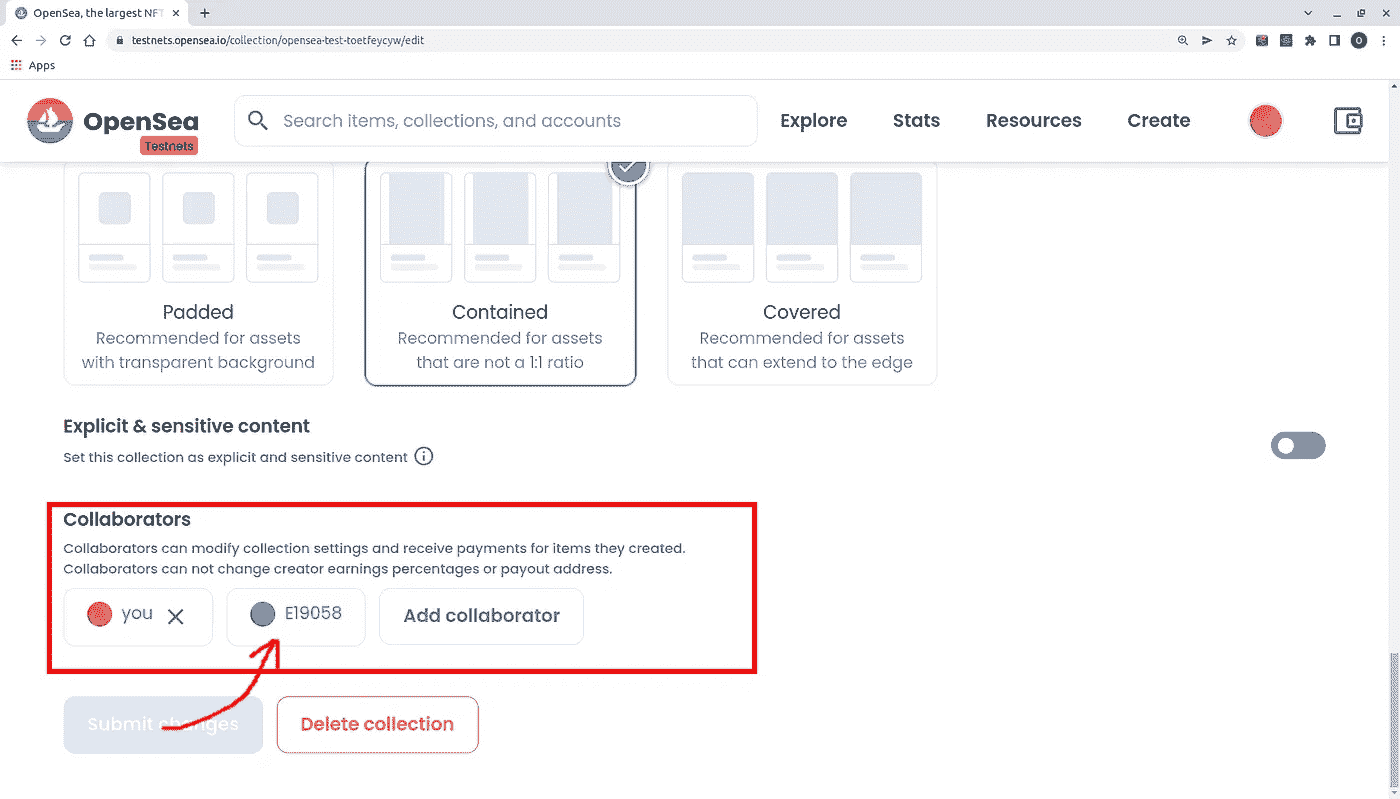 OpenSea, the largest NFT
testnets.opensea.io/collection/opensea-test-toetfeycyw/edit
O
Apps
OpenSea
Testnets
Search items, collections, and accounts
Explore
Stats
Resources
Create
Padded
Recommended for assets
with transparent background
Contained
Recommended for assets
that are not a 1:1 ratio
Covered
Recommended for assets
that can extend to the edge
Explicit & sensitive content
Set this collection as explicit and sensitive content
Collaborators
Collaborators can modify collection settings and receive payments for items they created.
Collaborators can not change creator earnings percentages or payout address.
you
E19058
Add collaborator
Submit changes
Delete collection